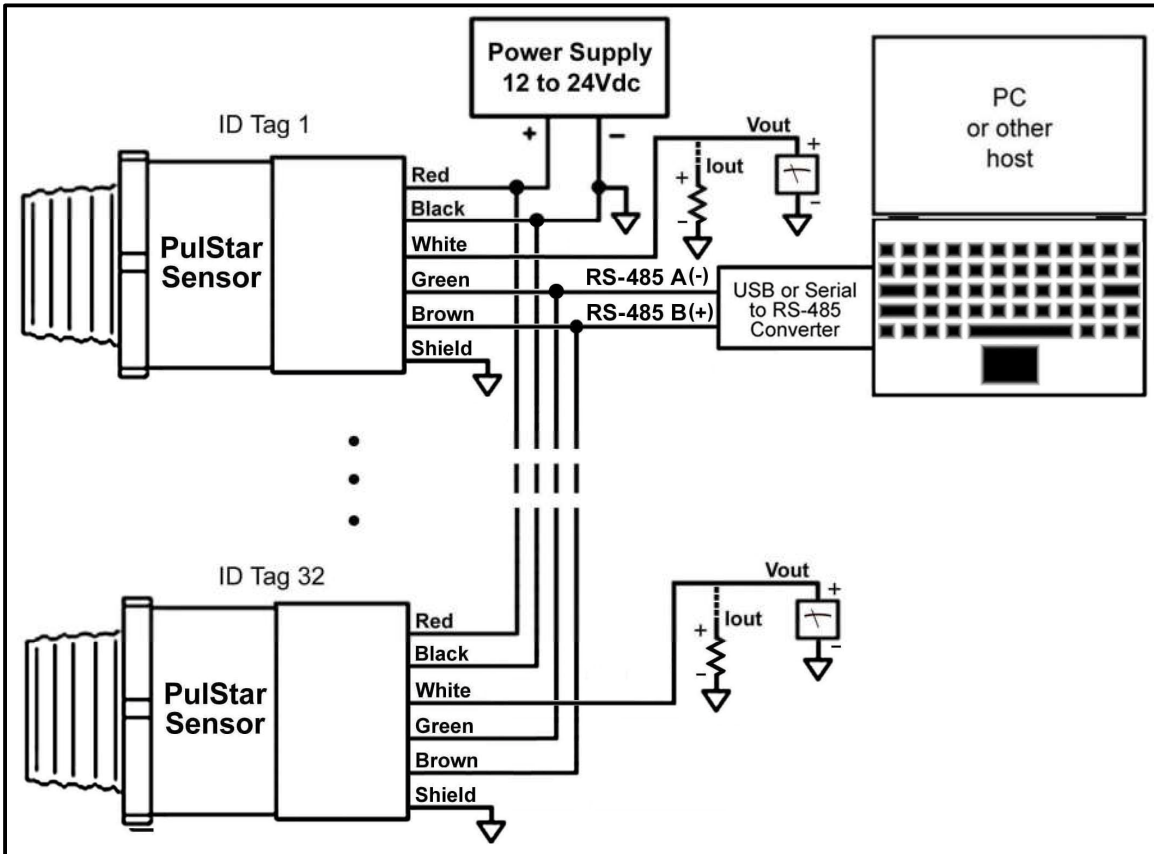 Power Supply
12 to 24Vdc
+
−
ID Tag 1
PulStar
Sensor
Red
Black
White
Green
Brown
Shield
Vout
+
−
Iout
+
−
RS-485 A(-)
RS-485 B(+)
USB or Serial
to RS-485
Converter
PC
or other
host
ID Tag 32
PulStar
Sensor
Red
Black
White
Green
Brown
Shield
Vout
+
−
Iout
+
−